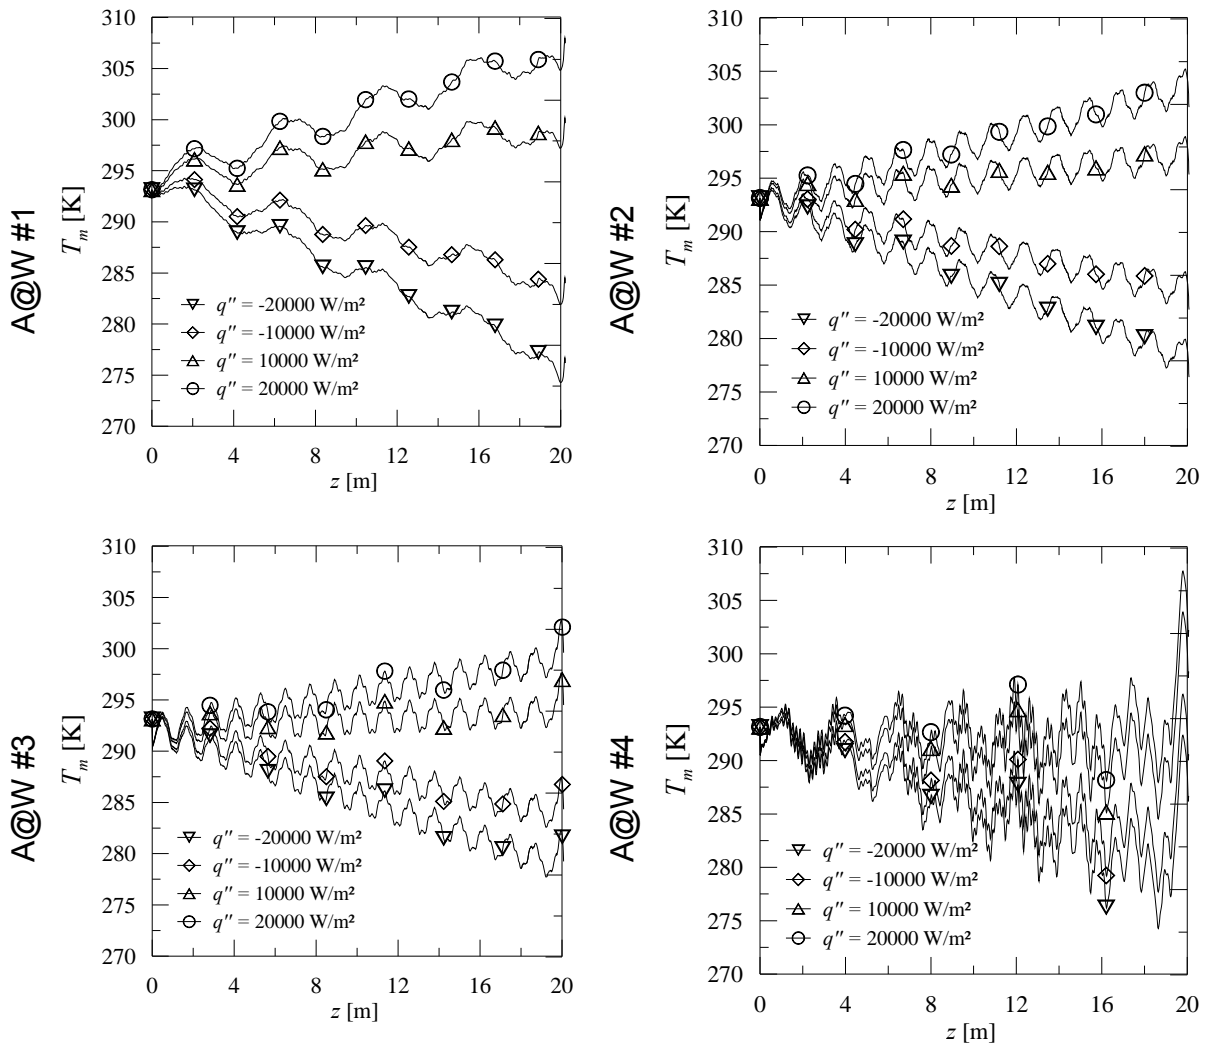 A@W #1
T_m [K]
310
305
300
295
290
285
280
275
270
q″ = -20000 W/m²
q″ = -10000 W/m²
q″ = 10000 W/m²
q″ = 20000 W/m²
0 4 8 12 16 20
z [m]
A@W #2
T_m [K]
310
305
300
295
290
285
280
275
270
q″ = -20000 W/m²
q″ = -10000 W/m²
q″ = 10000 W/m²
q″ = 20000 W/m²
0 4 8 12 16 20
z [m]
A@W #3
T_m [K]
310
305
300
295
290
285
280
275
270
q″ = -20000 W/m²
q″ = -10000 W/m²
q″ = 10000 W/m²
q″ = 20000 W/m²
0 4 8 12 16 20
z [m]
A@W #4
T_m [K]
310
305
300
295
290
285
280
275
270
q″ = -20000 W/m²
q″ = -10000 W/m²
q″ = 10000 W/m²
q″ = 20000 W/m²
0 4 8 12 16 20
z [m]